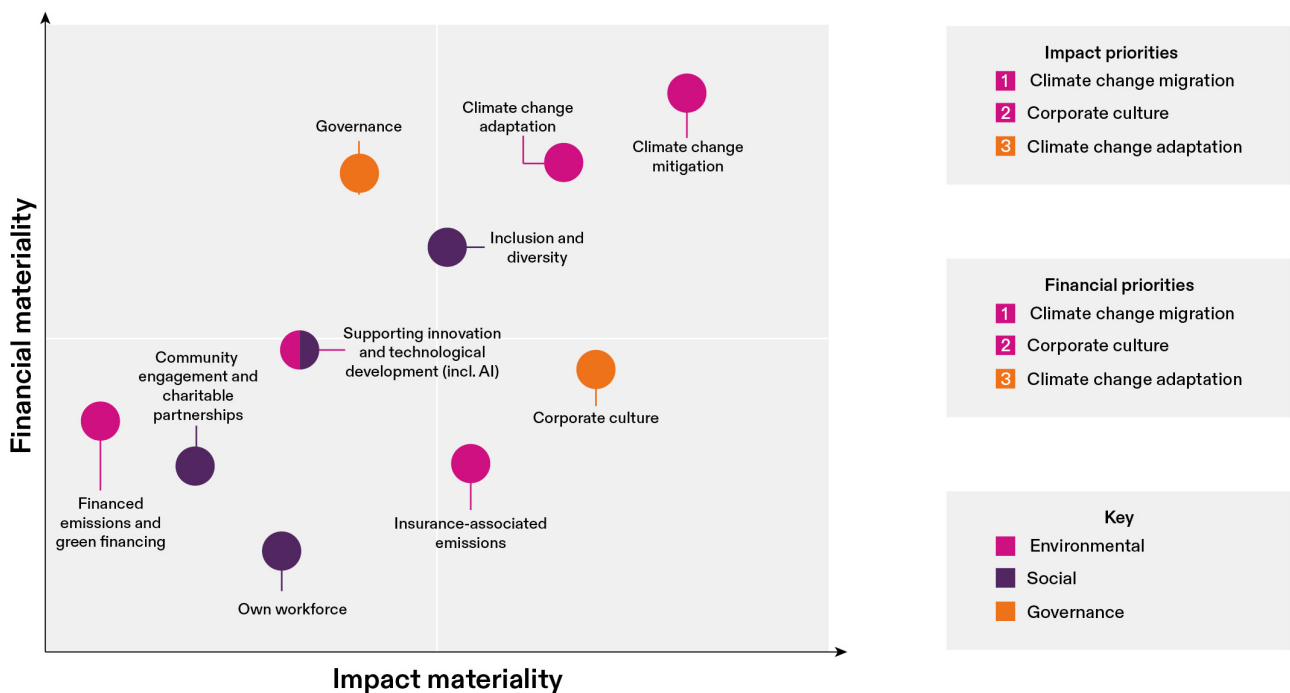 Financial materiality
Impact materiality
Governance
Climate change
adaptation
Climate change
mitigation
Inclusion and
diversity
Supporting innovation
and technological
development (incl. AI)
Community
engagement and
charitable
partnerships
Corporate culture
Financed
emissions and
green financing
Insurance-associated
emissions
Own workforce
Impact priorities
1 Climate change migration
2 Corporate culture
3 Climate change adaptation
Financial priorities
1 Climate change migration
2 Corporate culture
3 Climate change adaptation
Key
Environmental
Social
Governance